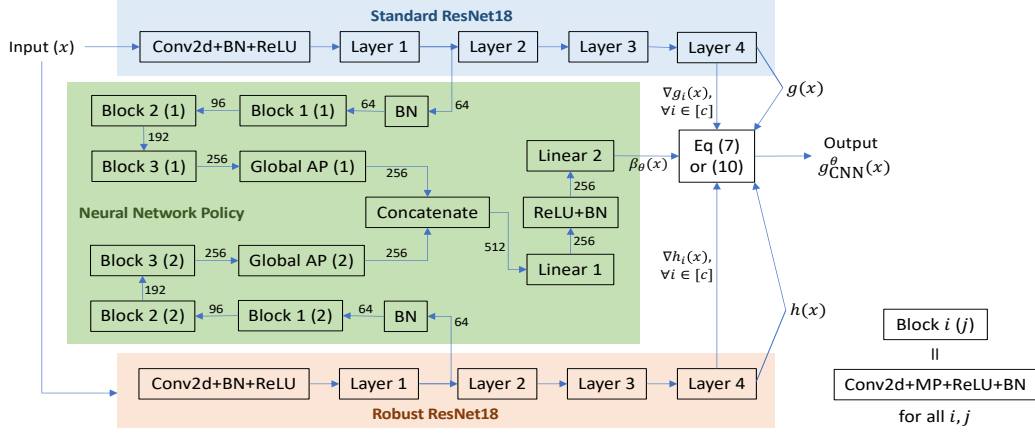 Standard ResNet18
Input (x)
Conv2d+BN+ReLU
Layer 1
Layer 2
Layer 3
Layer 4
Block 2 (1)
96
Block 1 (1)
64
BN
64
∇g_i(x),
∀i ∈ [c]
g(x)
192
Block 3 (1)
256
Global AP (1)
256
Linear 2
β_θ(x)
Eq (7)
or (10)
Output
g^θ_CNN(x)
256
Neural Network Policy
Concatenate
ReLU+BN
512
256
Block 3 (2)
256
Global AP (2)
256
Linear 1
∇h_i(x),
∀i ∈ [c]
192
Block 2 (2)
96
Block 1 (2)
64
BN
64
h(x)
Block i (j)
=
Conv2d+MP+ReLU+BN
for all i, j
Conv2d+BN+ReLU
Layer 1
Layer 2
Layer 3
Layer 4
Robust ResNet18